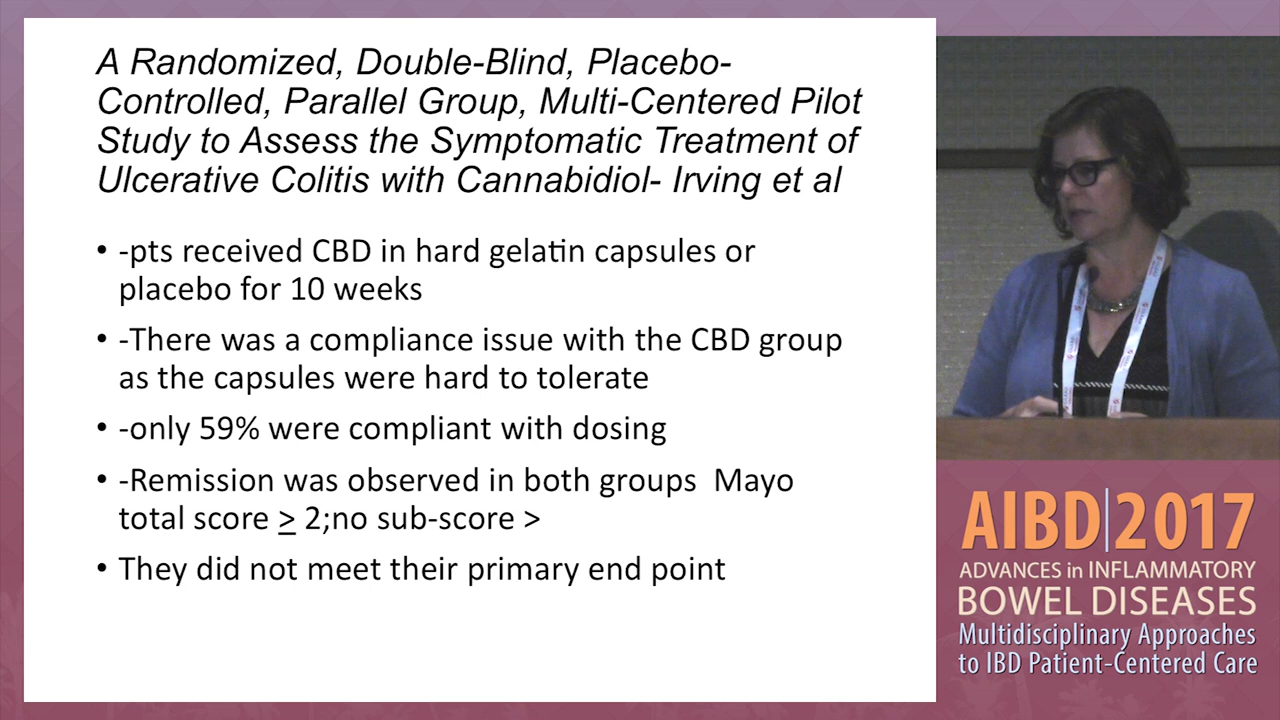 A Randomized, Double-Blind, Placebo-
Controlled, Parallel Group, Multi-Centered Pilot
Study to Assess the Symptomatic Treatment of
Ulcerative Colitis with Cannabidiol- Irving et al
• -pts received CBD in hard gelatin capsules or
placebo for 10 weeks
• -There was a compliance issue with the CBD group
as the capsules were hard to tolerate
• -only 59% were compliant with dosing
• -Remission was observed in both groups  Mayo
total score ≥ 2;no sub-score >
• They did not meet their primary end point
AIBD|2017
ADVANCES in INFLAMMATORY
BOWEL DISEASES
Multidisciplinary Approaches
to IBD Patient-Centered Care